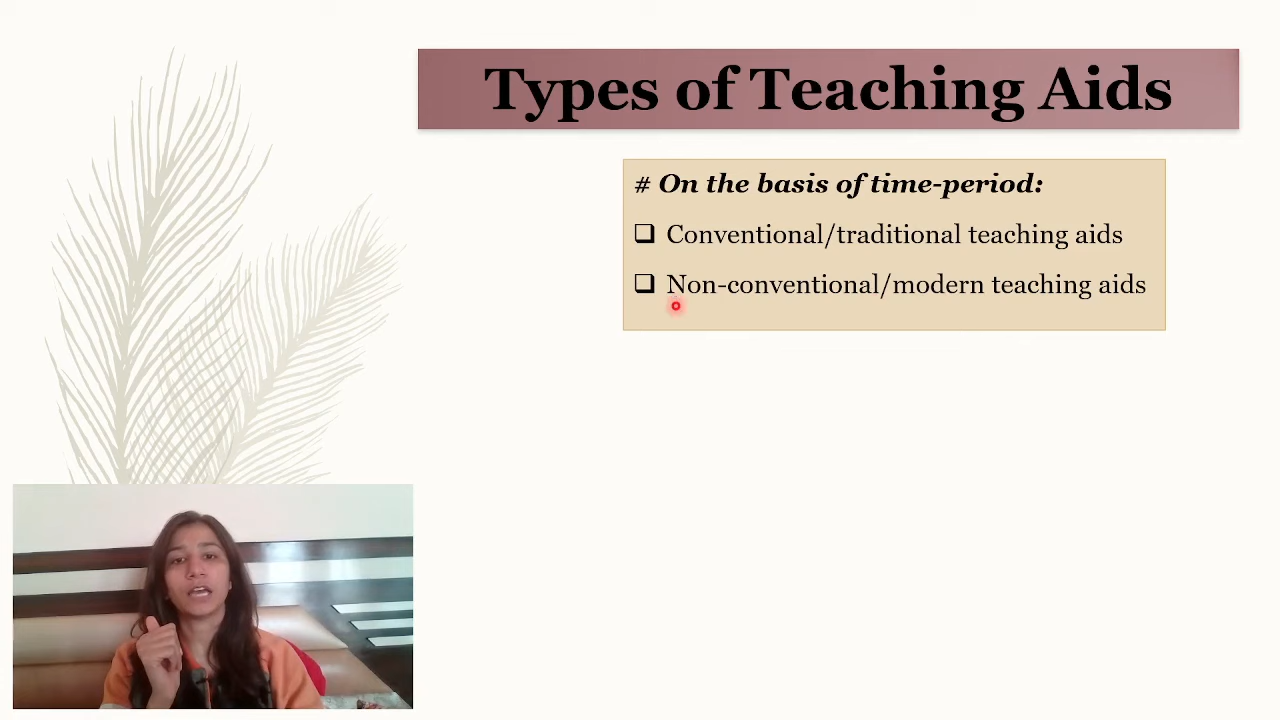 Types of Teaching Aids
# On the basis of time-period:
❑ Conventional/traditional teaching aids
❑ Non-conventional/modern teaching aids